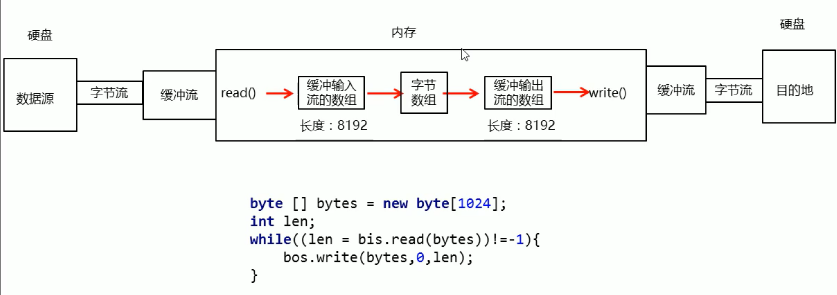 硬盘
内存
硬盘
数据源
字节流
缓冲流
read()
缓冲输入
流的数组
长度：8192
字节
数组
缓冲输出
流的数组
长度：8192
write()
缓冲流
字节流
目的地
byte [] bytes = new byte[1024];
int len;
while((len = bis.read(bytes))!=-1){
    bos.write(bytes,0,len);
}